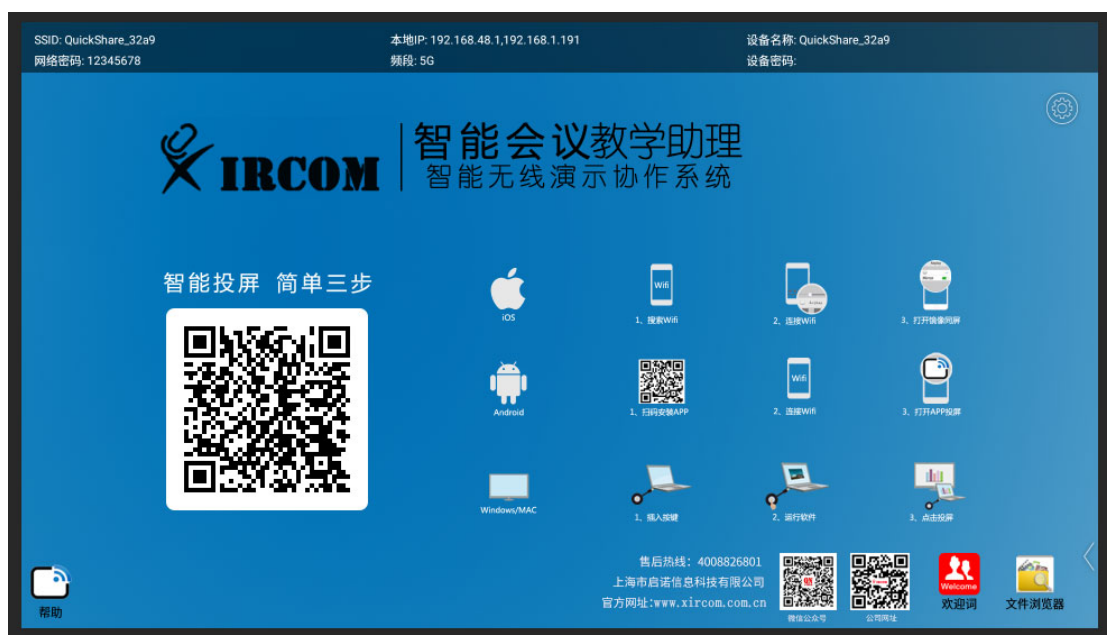 SSID: QuickShare_32a9
本地IP: 192.168.48.1,192.168.1.191
设备名称: QuickShare_32a9
网络密码: 12345678
频段: 5G
设备密码:
XIRCOM
智能会议教学助理
智能无线演示协作系统
智能投屏 简单三步
iOS
Wifi
1、搜索Wifi
2、连接Wifi
3、打开镜像同屏
Android
1、扫码安装APP
Wifi
2、连接Wifi
3、打开APP投屏
Windows/MAC
1、插入按键
2、运行软件
3、点击投屏
售后热线: 4008826801
上海市启诺信息科技有限公司
官方网址:www.xircom.com.cn
微信公众号
公司网址
Welcome
欢迎词
文件浏览器
帮助